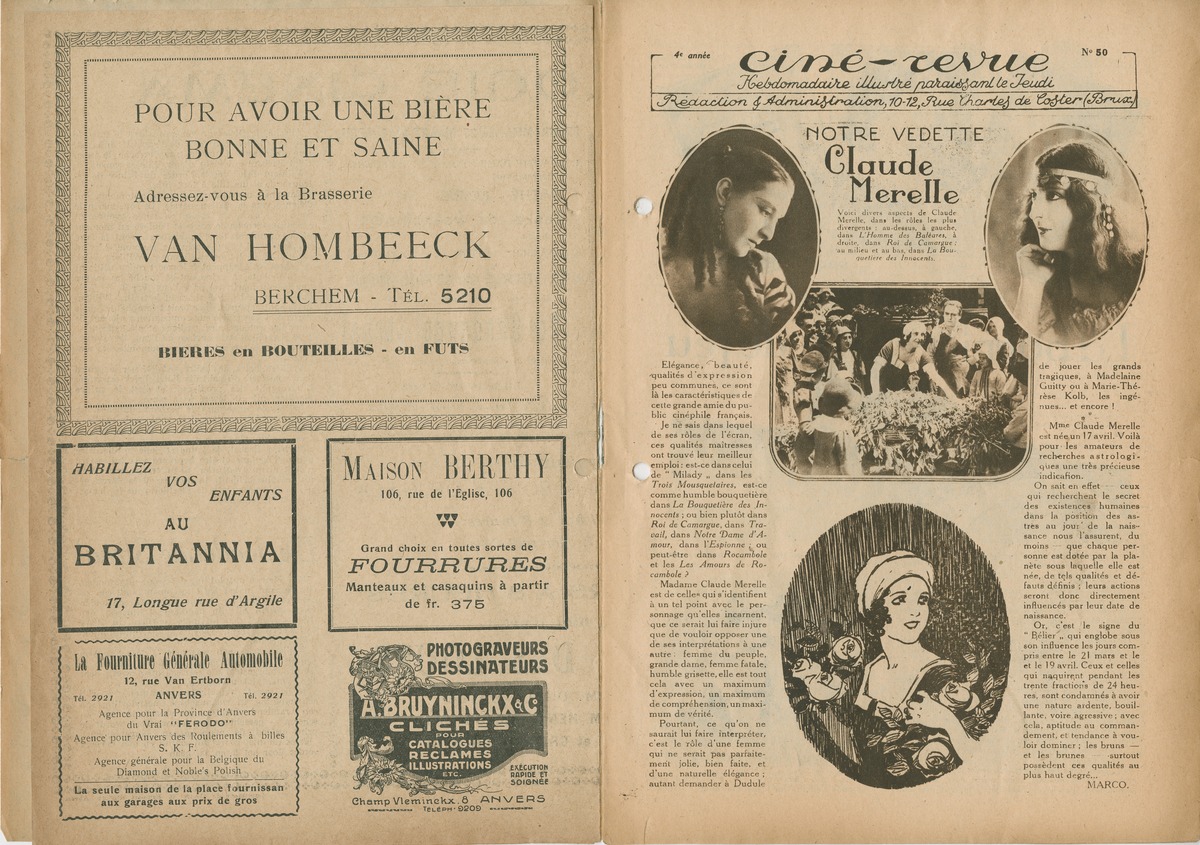 POUR AVOIR UNE BIÈRE
BONNE ET SAINE
Adressez-vous à la Brasserie
VAN HOMBEECK
BERCHEM - TÉL. 5210
BIERES en BOUTEILLES - en FUTS
HABILLEZ
VOS
ENFANTS
AU
BRITANNIA
17, Longue rue d'Argile
MAISON BERTHY
106, rue de l'Église, 106
Grand choix en toutes sortes de
FOURRURES
Manteaux et casaquins à partir
de fr. 375
La Fourniture Générale Automobile
12, rue Van Ertborn
Tél. 2921 ANVERS Tél. 2921
Agence pour la Province d'Anvers
du Vrai "FERODO"
Agence pour Anvers des Roulements à billes
S. K. F.
Agence générale pour la Belgique du
Diamond et Noble's Polish
La seule maison de la place fournissan
aux garages aux prix de gros
PHOTOGRAVEURS
DESSINATEURS
A. BRUYNINCKX & C°
CLICHÉS
POUR
CATALOGUES
RECLAMES
ILLUSTRATIONS
ETC.
EXÉCUTION
RAPIDE ET
SOIGNÉE
Champ Vleminckx. 8 ANVERS
TÉLÉPH. 9209
4e année
N° 50
ciné-revue
Hebdomadaire illustré paraissant le Jeudi
Rédaction & Administration, 10-12, Rue Charles de Coster (Brux.)
NOTRE VEDETTE
Claude
Merelle
Voici divers aspects de Claude
Merelle, dans les rôles les plus
divergents : au-dessus, à gauche,
dans L'Homme des Baléares, à
droite, dans Roi de Camargue ;
au milieu et au bas, dans La Bou-
quetière des Innocents.
Elégance, beauté,
qualités d'expression
peu communes, ce sont
là les caractéristiques de
cette grande amie du pu-
blic cinéphile français.
Je ne sais dans lequel
de ses rôles de l'écran,
ces qualités maîtresses
ont trouvé leur meilleur
emploi : est-ce dans celui
de " Milady „ dans les
Trois Mousquetaires, est-ce
comme humble bouquetière
dans La Bouquetière des In-
nocents ; ou bien plutôt dans
Roi de Camargue, dans Tra-
vail, dans Notre Dame d'A-
mour, dans l'Espionne ; ou
peut-être dans Rocambole
et les Les Amours de Ro-
cambole ?
Madame Claude Merelle
est de celles qui s'identifient
à un tel point avec le per-
sonnage qu'elles incarnent,
que ce serait lui faire injure
que de vouloir opposer une
de ses interprétations à une
autre : femme du peuple,
grande dame, femme fatale,
humble grisette, elle est tout
cela avec un maximum
d'expression, un maximum
de compréhension, un maxi-
mum de vérité.
Pourtant, ce qu'on ne
saurait lui faire interpréter,
c'est le rôle d'une femme
qui ne serait pas parfaite-
ment jolie, bien faite, et
d'une naturelle élégance ;
autant demander à Dudule
de jouer les grands
tragiques, à Madelaine
Guitty ou à Marie-Thé-
rèse Kolb, les ingé-
nues... et encore !
Mme Claude Merelle
est née un 17 avril. Voilà
pour les amateurs de
recherches astrologi-
ques une très précieuse
indication.
On sait en effet — ceux
qui recherchent le secret
des existences humaines
dans la position des as-
tres au jour de la nais-
sance nous l'assurent, du
moins — que chaque per-
sonne est dotée par la pla-
nète sous laquelle elle est
née, de tels qualités et dé-
fauts définis ; leurs actions
seront donc directement
influencés par leur date de
naissance.
Or, c'est le signe du
" Bélier „ qui englobe sous
son influence les jours com-
pris entre le 21 mars et le
et le 19 avril. Ceux et celles
qui naquirent pendant les
trente fractions de 24 heu-
res, sont condamnés à avoir
une nature ardente, bouil-
lante, voire agressive ; avec
cela, aptitude au comman-
dement, et tendance à vou-
loir dominer ; les bruns —
et les brunes surtout
possèdent ces qualités au
plus haut degré...
MARCO.